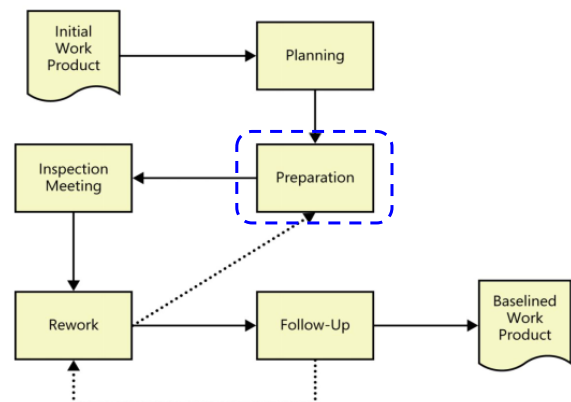 Initial
Work
Product
Planning
Inspection
Meeting
Preparation
Rework
Follow-Up
Baselined
Work
Product